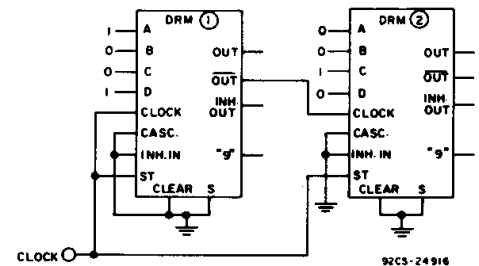 DRM 1
1 A
0 B
0 C
1 D
CLOCK
CASC.
INH. IN
ST
CLEAR S
OUT
OUT
INH.
OUT
"9"
DRM 2
0 A
0 B
1 C
0 D
CLOCK
CASC.
INH. IN
ST
CLEAR S
OUT
OUT
INH.
OUT
"9"
CLOCK
92CS-24916